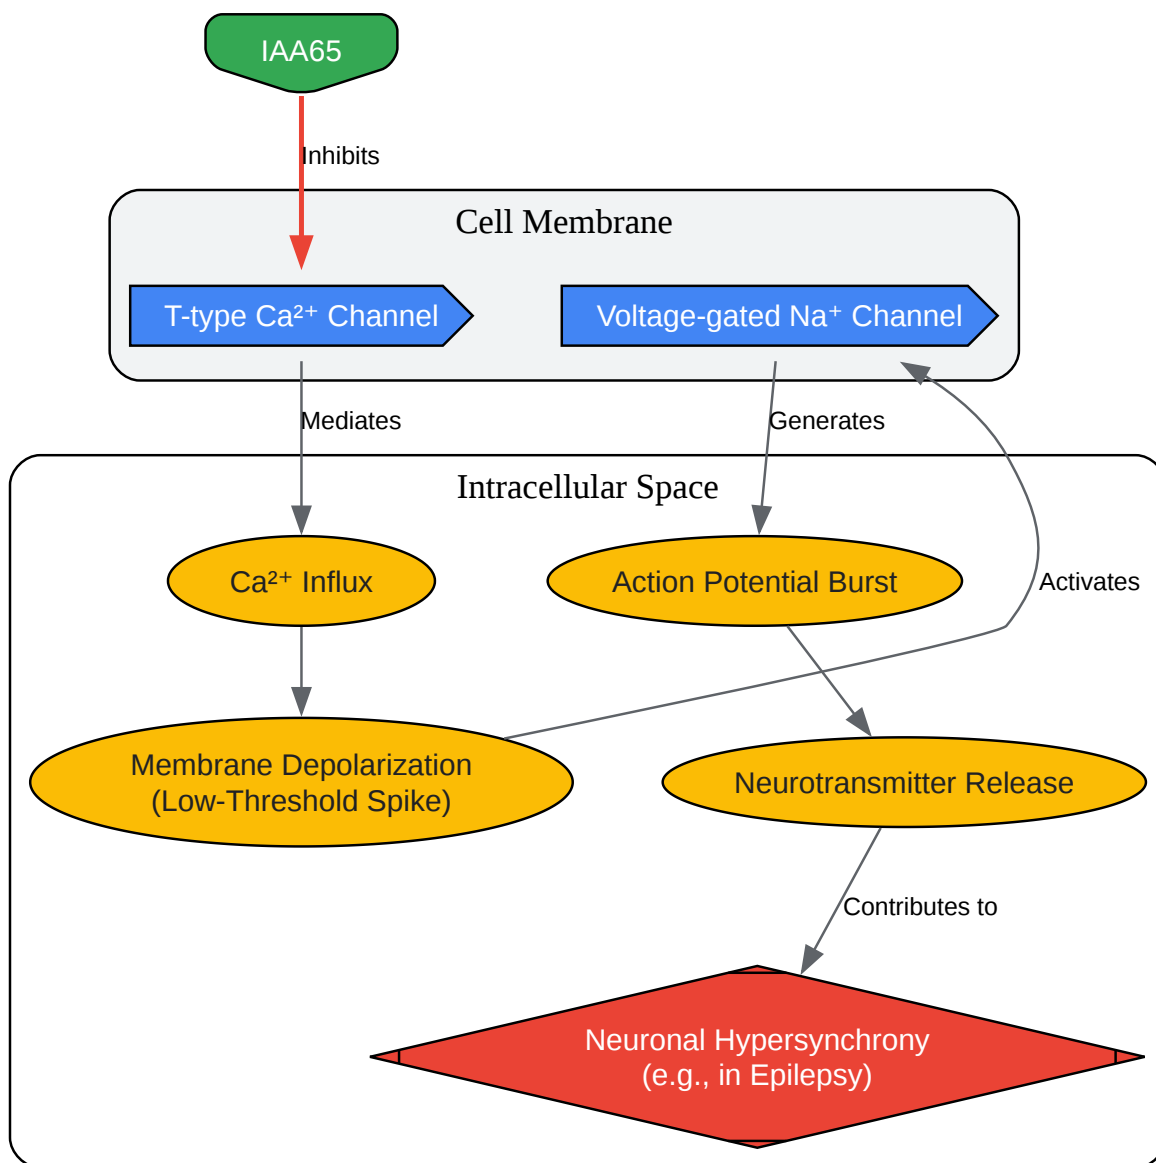 IAA65
Inhibits
Cell Membrane
T-type Ca²⁺ Channel
Voltage-gated Na⁺ Channel
Mediates
Generates
Intracellular Space
Ca²⁺ Influx
Action Potential Burst
Activates
Membrane Depolarization
(Low-Threshold Spike)
Neurotransmitter Release
Contributes to
Neuronal Hypersynchrony
(e.g., in Epilepsy)